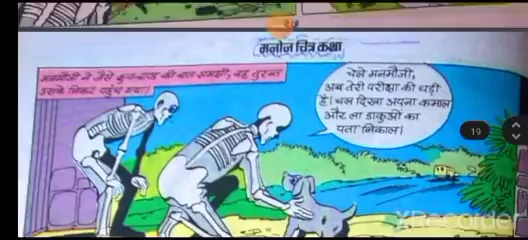 ९७
मनोज चित्र कथा
मनमौजी ने जैसे की बात समझी, वह तुरन्त
उसके निकट पहुंच गया।
चेले मनमौजी,
अब तेरी परीक्षा की घड़ी
है। चल दिखा अपना कमाल
और ला डाकुओं का
पता निकाल।
19
XRecorder